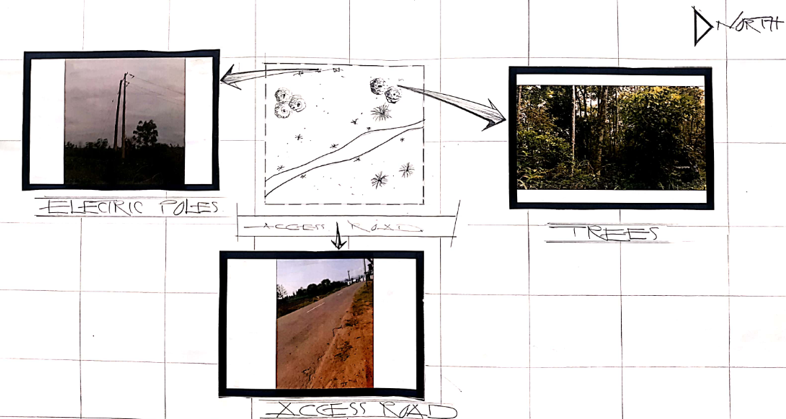 NORTH
ELECTRIC POLES
ACCESS ROAD
TREES
ACCESS ROAD